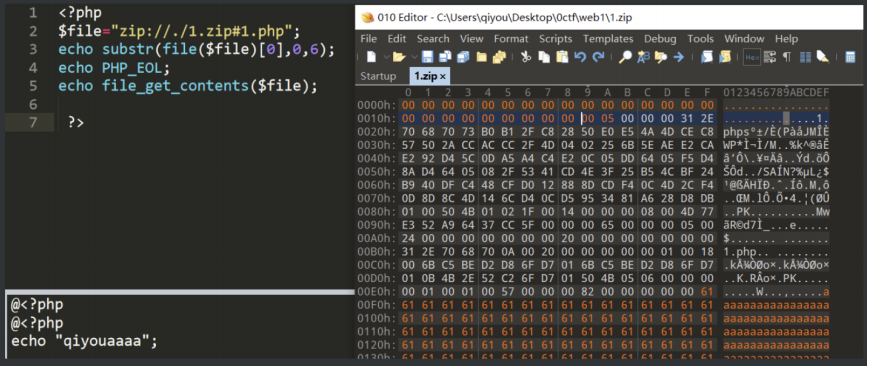 1 <?php
2 $file="zip://./1.zip#1.php";
3 echo substr(file($file)[0],0,6);
4 echo PHP_EOL;
5 echo file_get_contents($file);
6
7 ?>
@<?php
@<?php
echo "qiyouaaaa";
010 Editor - C:\Users\qiyou\Desktop\0ctf\web1\1.zip
File Edit Search View Format Scripts Templates Debug Tools Window Help
Startup 1.zip ×
0 1 2 3 4 5 6 7 8 9 A B C D E F 0123456789ABCDEF
0000h: 00 00 00 00 00 00 00 00 00 00 00 00 00 00 00 00 ................
0010h: 00 00 00 00 00 00 00 00 00 00 05 00 00 00 31 2E ..............1.
0020h: 70 68 70 73 B0 B1 2F C8 28 50 E0 E5 4A 4D CE C8 phps°±/È(PàåJMÎÈ
0030h: 57 50 2A CC AC CC 2F 4D 04 02 25 6B 5E AE E2 CA WP*Ì¬Ì/M..%k^®âÊ
0040h: E2 92 D4 5C 0D A5 A4 C4 E2 0C 05 DD 64 05 F5 D4 â’Ô\.¥¤Äâ..Ýd.õÔ
0050h: 8A D4 64 05 08 2F 53 41 CD 4E 3F 25 B5 4C BF 24 ŠÔd../SAÍN?%µL¿$
0060h: B9 40 DF C4 48 CF D0 12 88 8D CD F4 0C 4D 2C F4 ¹@ßÄHÏÐ.ˆ.Íô.M,ô
0070h: 0D 8D 8C 4D 14 6C D4 0C D5 95 34 81 A6 28 D8 DB ..ŒM.lÔ.Õ•4.¦(ØÛ
0080h: 01 00 50 4B 01 02 1F 00 14 00 00 00 08 00 4D 77 ..PK..........Mw
0090h: E3 52 A9 64 37 CC 5F 00 00 00 65 00 00 00 05 00 ãR©d7Ì_...e.....
00A0h: 24 00 00 00 00 00 00 00 20 00 00 00 00 00 00 00 $....... .......
00B0h: 31 2E 70 68 70 0A 00 20 00 00 00 00 00 01 00 18 1.php.. ........
00C0h: 00 6B C5 BE D2 D8 6F D7 01 6B C5 BE D2 D8 6F D7 .kÅ¾ÒØo×.kÅ¾ÒØo×
00D0h: 01 0B 4B 2E 52 C2 6F D7 01 50 4B 05 06 00 00 00 ..K.RÂo×.PK.....
00E0h: 00 01 00 01 00 57 00 00 00 82 00 00 00 00 00 61 .....W...‚.....a
00F0h: 61 61 61 61 61 61 61 61 61 61 61 61 61 61 61 61 aaaaaaaaaaaaaaaa
0100h: 61 61 61 61 61 61 61 61 61 61 61 61 61 61 61 61 aaaaaaaaaaaaaaaa
0110h: 61 61 61 61 61 61 61 61 61 61 61 61 61 61 61 61 aaaaaaaaaaaaaaaa
0120h: 61 61 61 61 61 61 61 61 61 61 61 61 61 61 61 61 aaaaaaaaaaaaaaaa
0130h: 61 61 61 61 61 61 61 61 61 61 61 61 61 61 61 61 aaaaaaaaaaaaaaaa